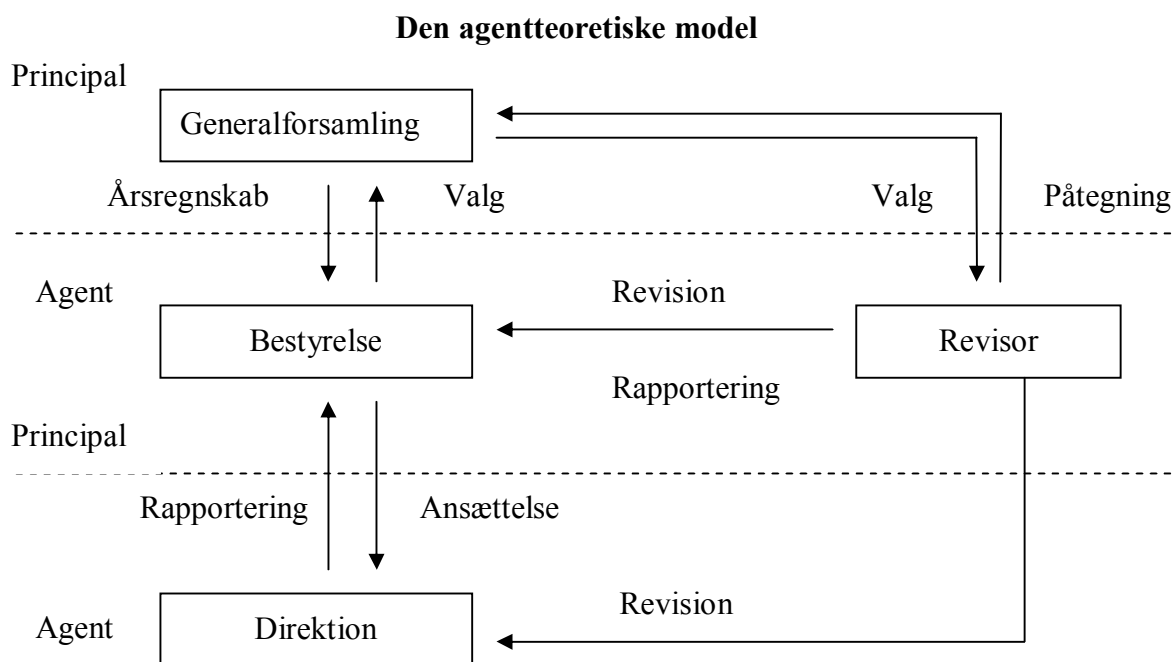 Den agentteoretiske model
Principal
Generalforsamling
Årsregnskab
Valg
Valg
Påtegning
Agent
Revision
Bestyrelse
Revisor
Rapportering
Principal
Rapportering
Ansættelse
Revision
Agent
Direktion